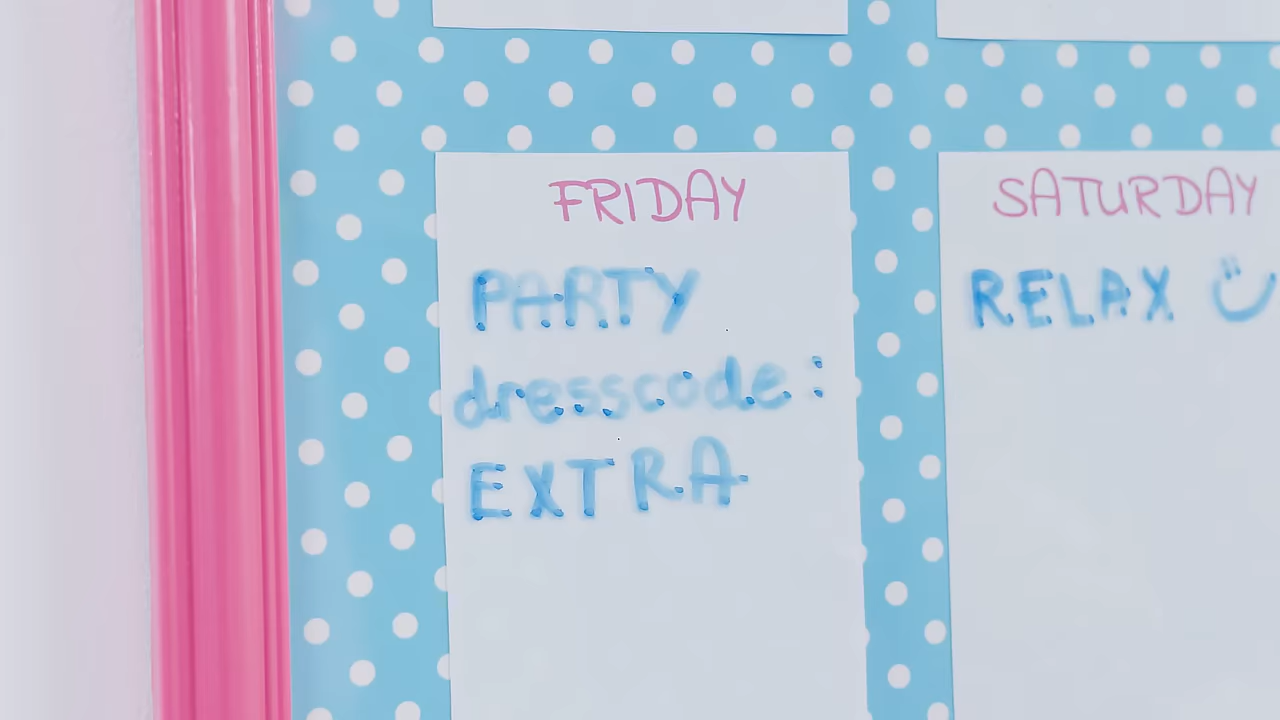 FRIDAY
PARTY
dresscode:
EXTRA
SATURDAY
RELAX